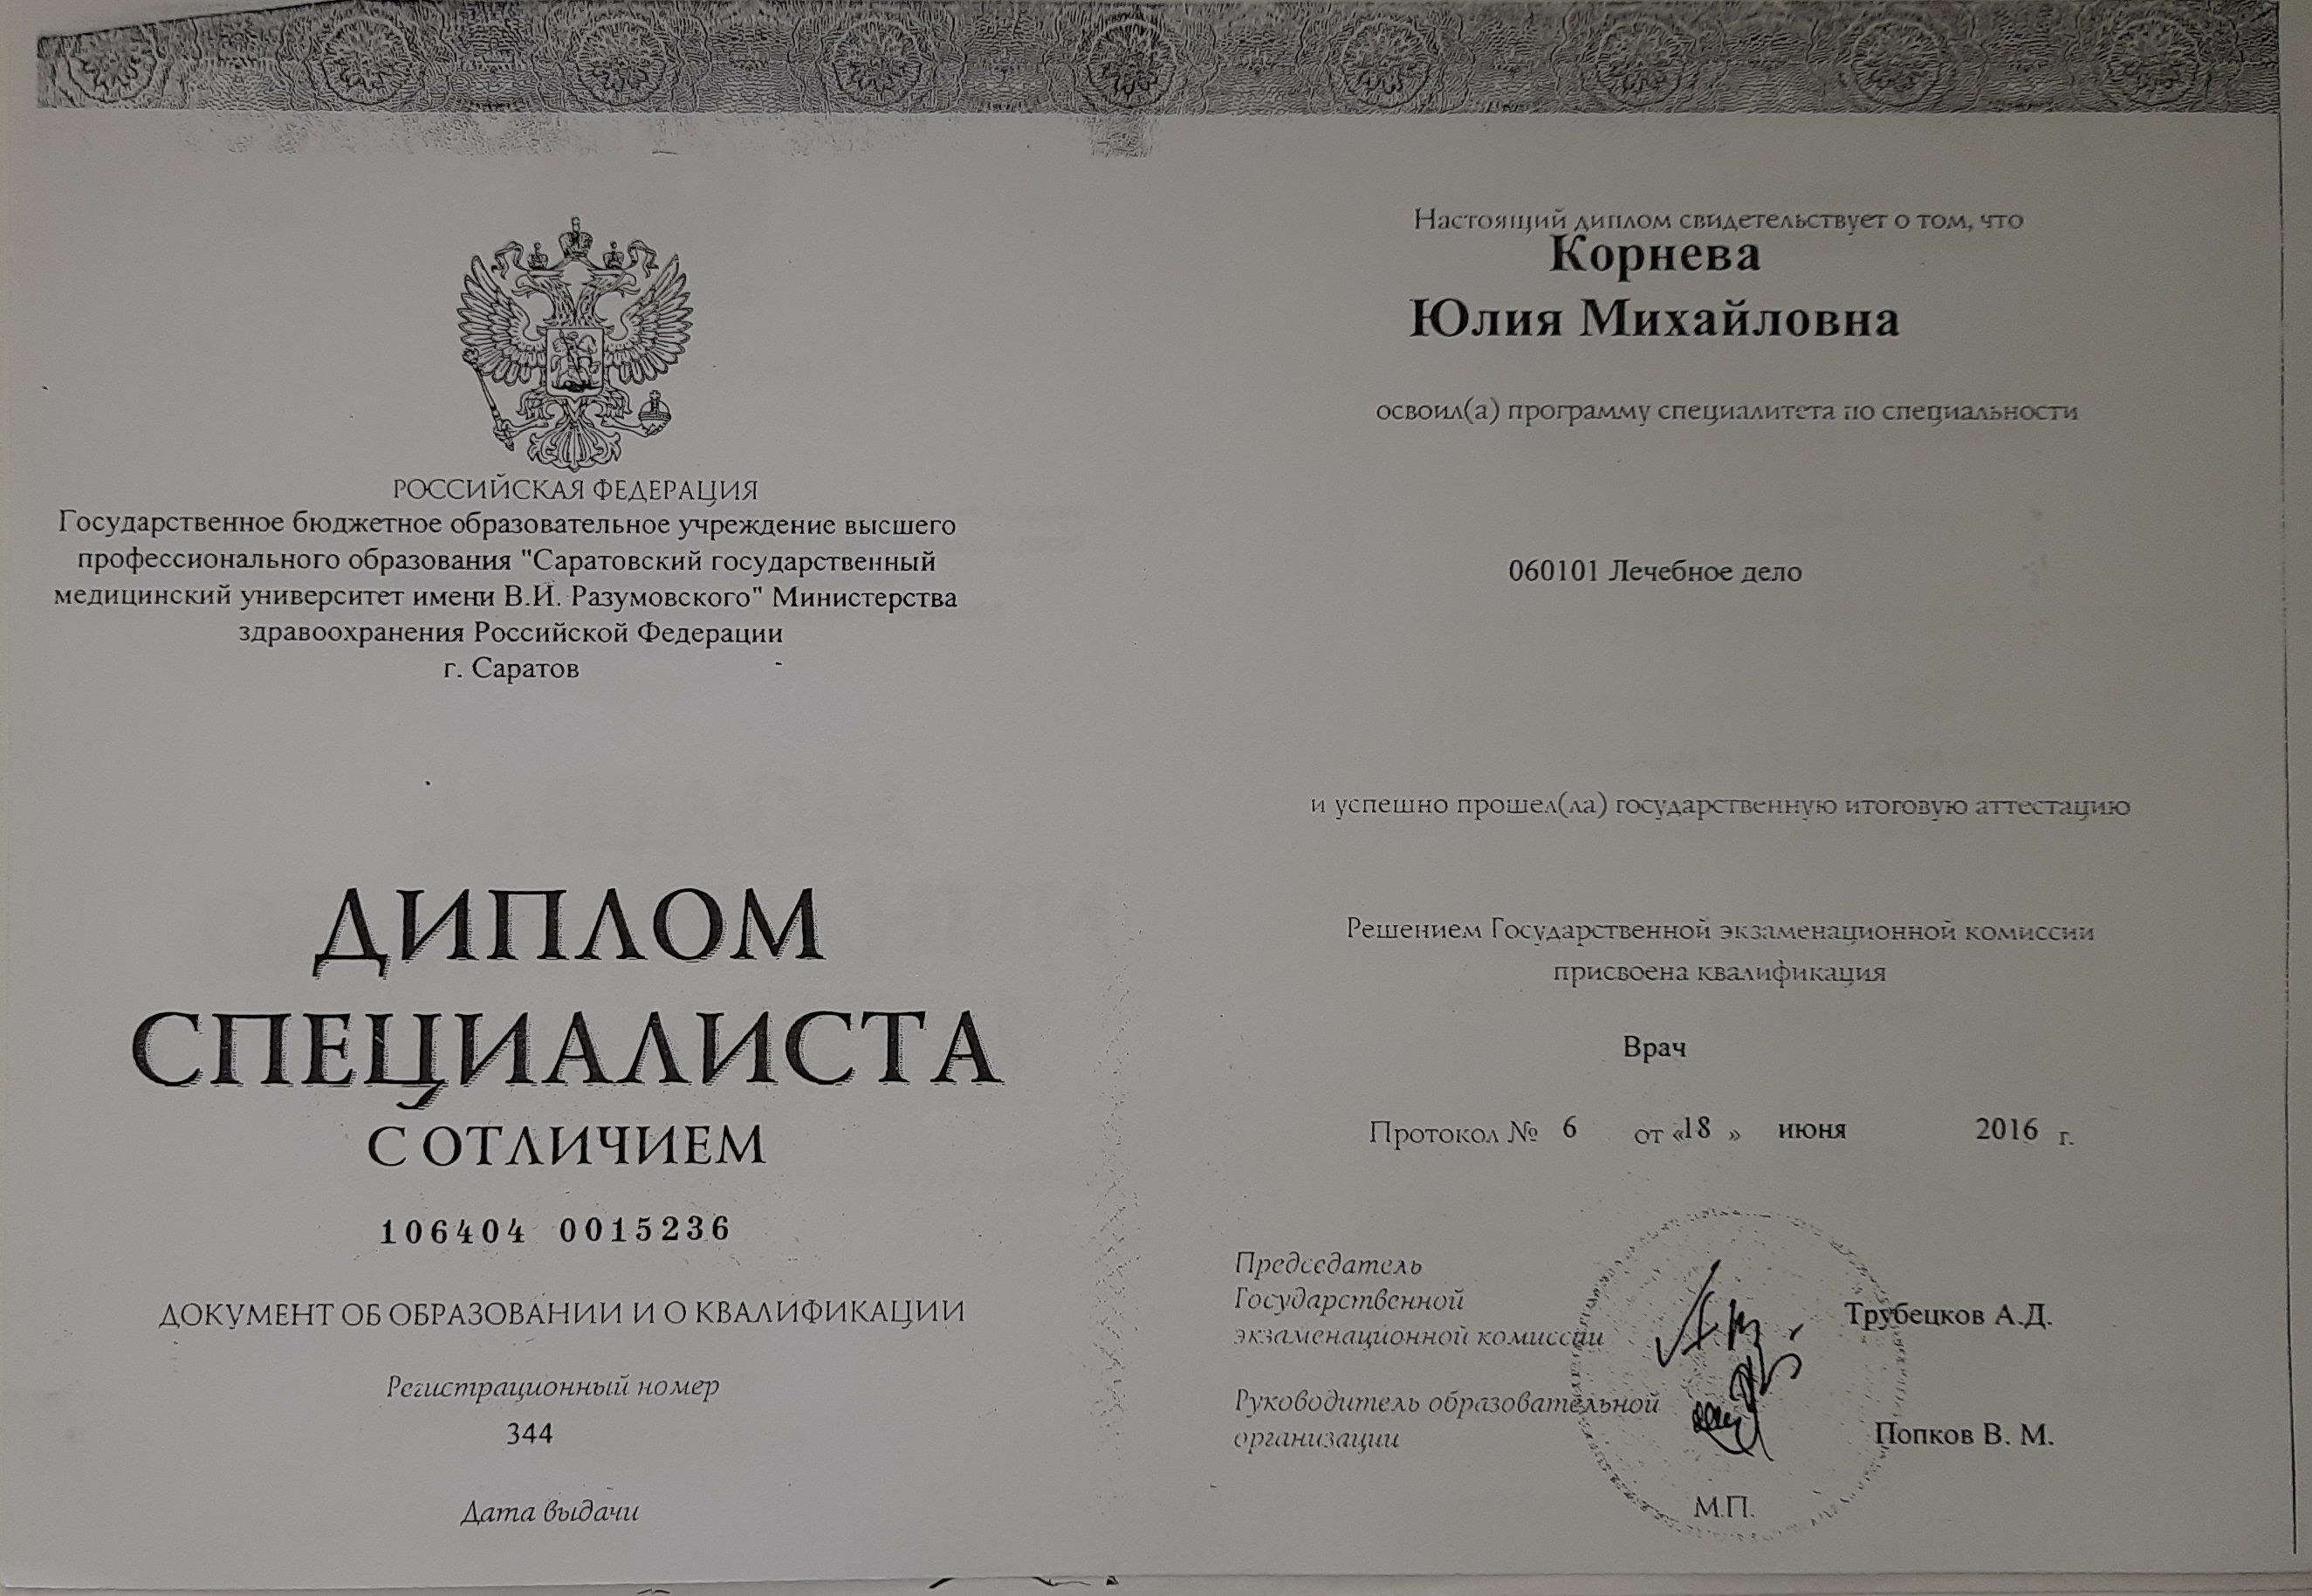 РОССИЙСКАЯ ФЕДЕРАЦИЯ
Государственное бюджетное образовательное учреждение высшего
профессионального образования "Саратовский государственный
медицинский университет имени В.И. Разумовского" Министерства
здравоохранения Российской Федерации
г. Саратов
ДИПЛОМ
СПЕЦИАЛИСТА
С ОТЛИЧИЕМ
106404 0015236
ДОКУМЕНТ ОБ ОБРАЗОВАНИИ И О КВАЛИФИКАЦИИ
Регистрационный номер
344
Дата выдачи
Настоящий диплом свидетельствует о том, что
Корнева
Юлия Михайловна
освоил(а) программу специалитета по специальности
060101 Лечебное дело
и успешно прошел(ла) государственную итоговую аттестацию
Решением Государственной экзаменационной комиссии
присвоена квалификация
Врач
Протокол № 6 от «18 » июня 2016 г.
Председатель
Государственной
экзаменационной комиссии
Трубецков А.Д.
Руководитель образовательной
организации
Попков В. М.
М.П.